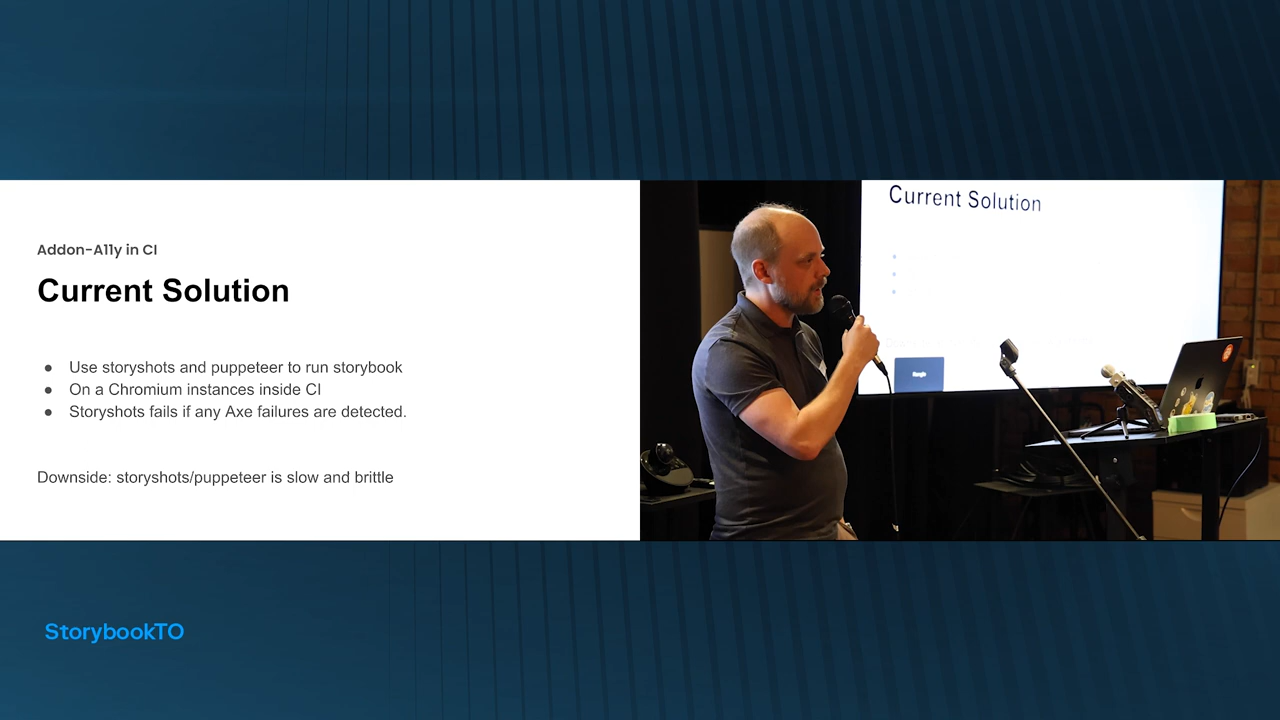 Addon-A11y in CI
Current Solution
● Use storyshots and puppeteer to run storybook
● On a Chromium instances inside CI
● Storyshots fails if any Axe failures are detected.
Downside: storyshots/puppeteer is slow and brittle
Current Solution
StorybookTO